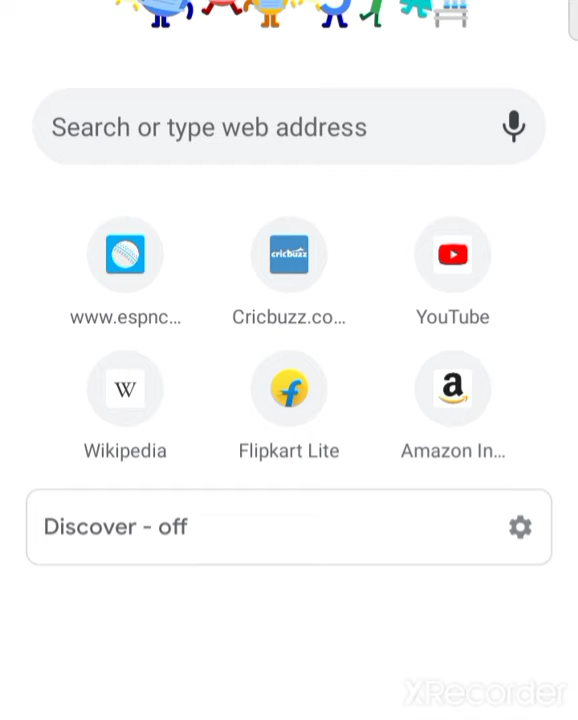 Search or type web address
cricbuzz
www.espnc...
Cricbuzz.co...
YouTube
W
f
a
Wikipedia
Flipkart Lite
Amazon In...
Discover - off
XRecorder